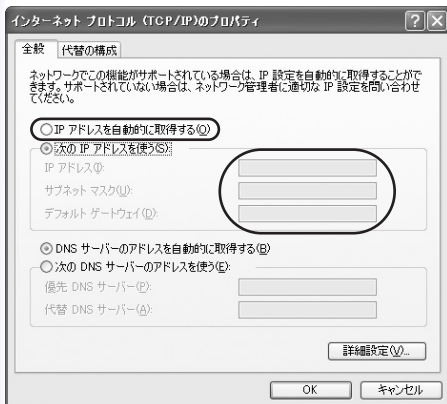 インターネット プロトコル (TCP/IP)のプロパティ
全般
代替の構成
ネットワークでこの機能がサポートされている場合は、IP 設定を自動的に取得することがで
きます。サポートされていない場合は、ネットワーク管理者に適切な IP 設定を問い合わせ
てください。
IP アドレスを自動的に取得する(O)
次の IP アドレスを使う(S):
IP アドレス(I):
サブネット マスク(U):
デフォルト ゲートウェイ(D):
DNS サーバーのアドレスを自動的に取得する(B)
次の DNS サーバーのアドレスを使う(E):
優先 DNS サーバー(P):
代替 DNS サーバー(A):
詳細設定(V)...
OK
キャンセル